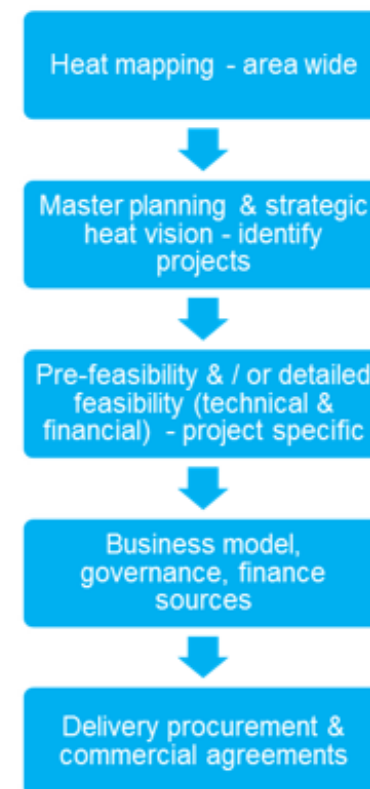 Heat mapping - area wide
Master planning & strategic
heat vision - identify
projects
Pre-feasibility & / or detailed
feasibility (technical &
financial) - project specific
Business model,
governance, finance
sources
Delivery procurement &
commercial agreements